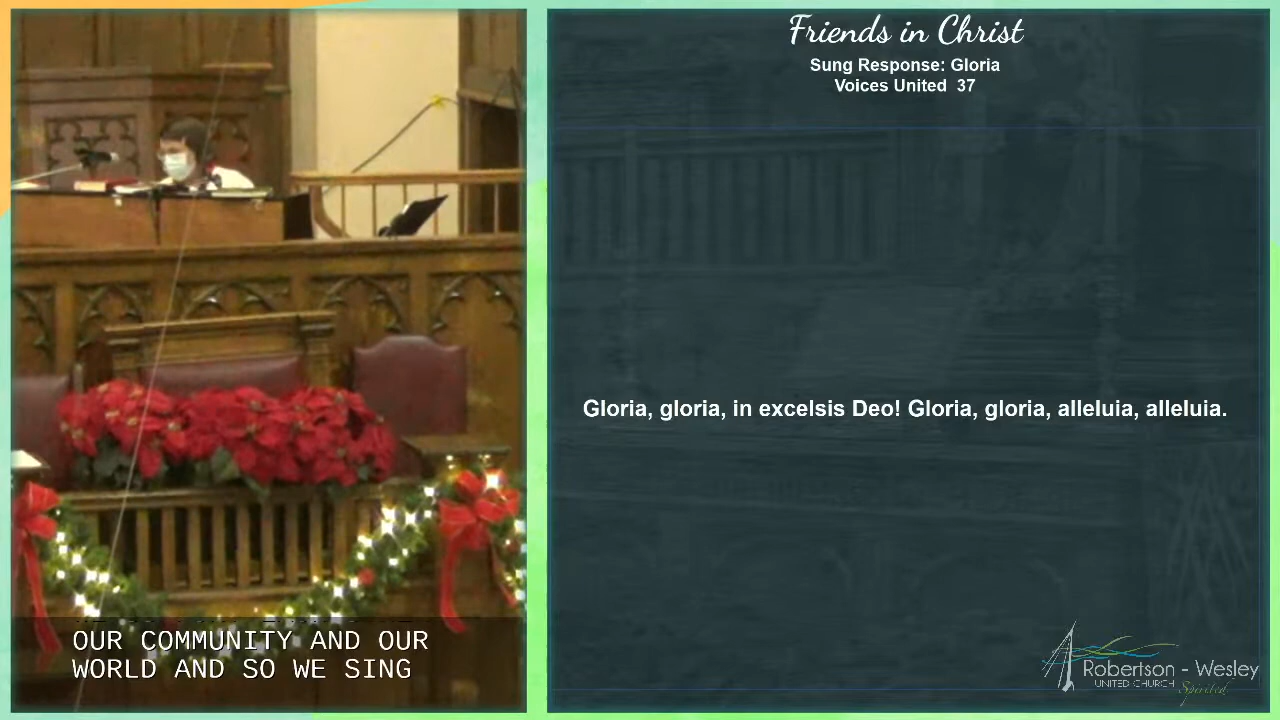 Friends in Christ
Sung Response: Gloria
Voices United 37
Gloria, gloria, in excelsis Deo! Gloria, gloria, alleluia, alleluia.
OUR COMMUNITY AND OUR
WORLD AND SO WE SING
Robertson - Wesley
UNITED CHURCH
Spirited